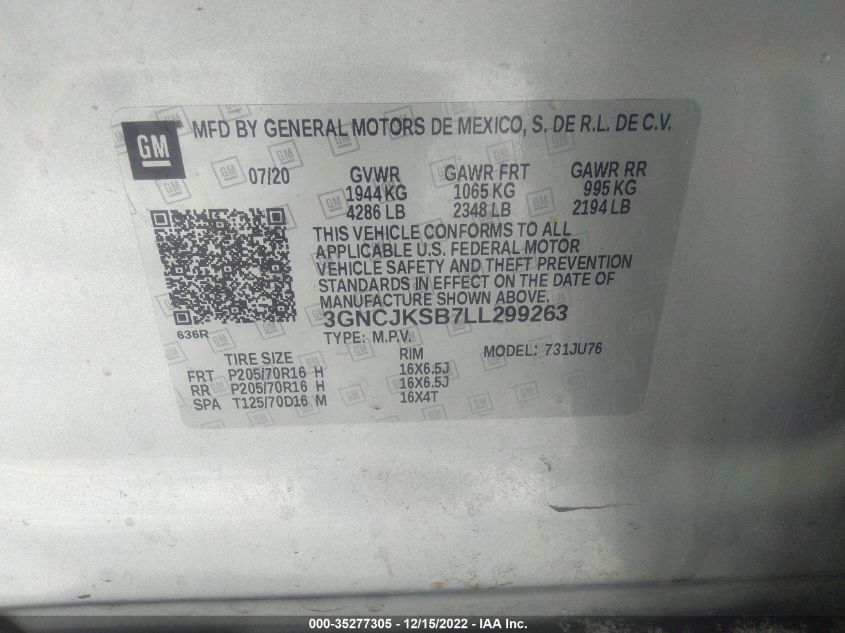 GM
MFD BY GENERAL MOTORS DE MEXICO, S. DE R.L. DE C.V.
07/20 GVWR GAWR FRT GAWR RR
1944 KG 1065 KG 995 KG
4286 LB 2348 LB 2194 LB
THIS VEHICLE CONFORMS TO ALL
APPLICABLE U.S. FEDERAL MOTOR
VEHICLE SAFETY AND THEFT PREVENTION
STANDARDS IN EFFECT ON THE DATE OF
MANUFACTURE SHOWN ABOVE.
3GNCJKSB7LL299263
636R
TYPE: M.P.V.
TIRE SIZE RIM MODEL: 731JU76
FRT P205/70R16 H 16X6.5J
RR P205/70R16 H 16X6.5J
SPA T125/70D16 M 16X4T
000-35277305 - 12/15/2022 - IAA Inc.